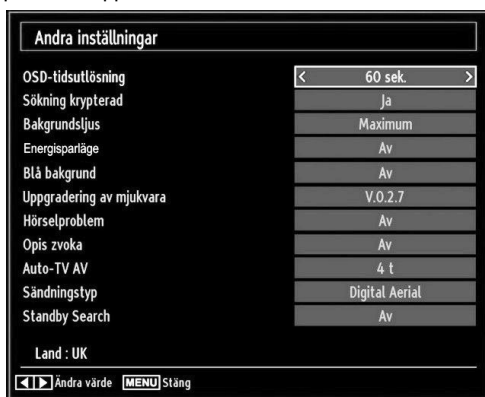 Andra inställningar
OSD-tidsutlösning < 60 sek. >
Sökning krypterad Ja
Bakgrundsljus Maximum
Energisparläge Av
Blå bakgrund Av
Uppgradering av mjukvara V.0.2.7
Hörselproblem Av
Opis zvoka Av
Auto-TV AV 4 t
Sändningstyp Digital Aerial
Standby Search Av
Land : UK
Ändra värde MENU Stäng